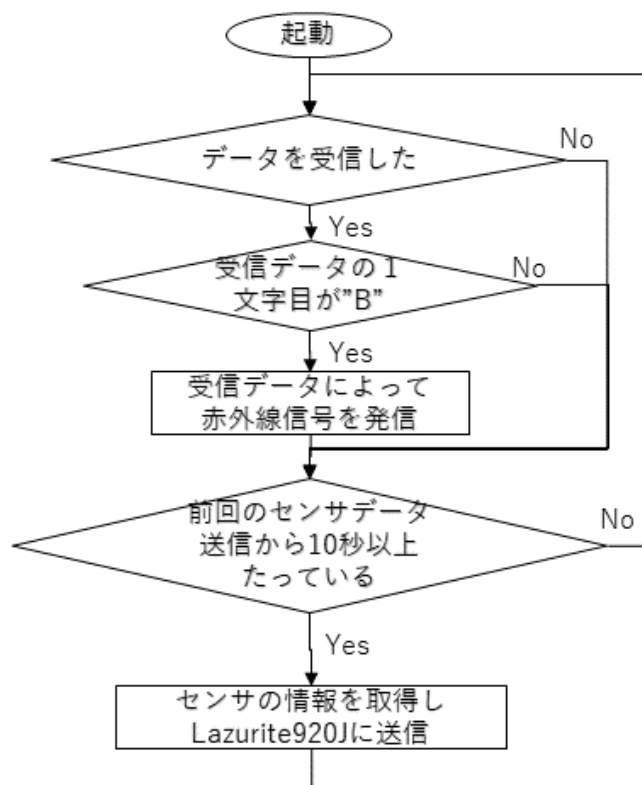 起動
データを受信した
No
Yes
受信データの１
文字目が”B”
No
Yes
受信データによって
赤外線信号を発信
前回のセンサデータ
送信から10秒以上
たっている
No
Yes
センサの情報を取得し
Lazurite920Jに送信